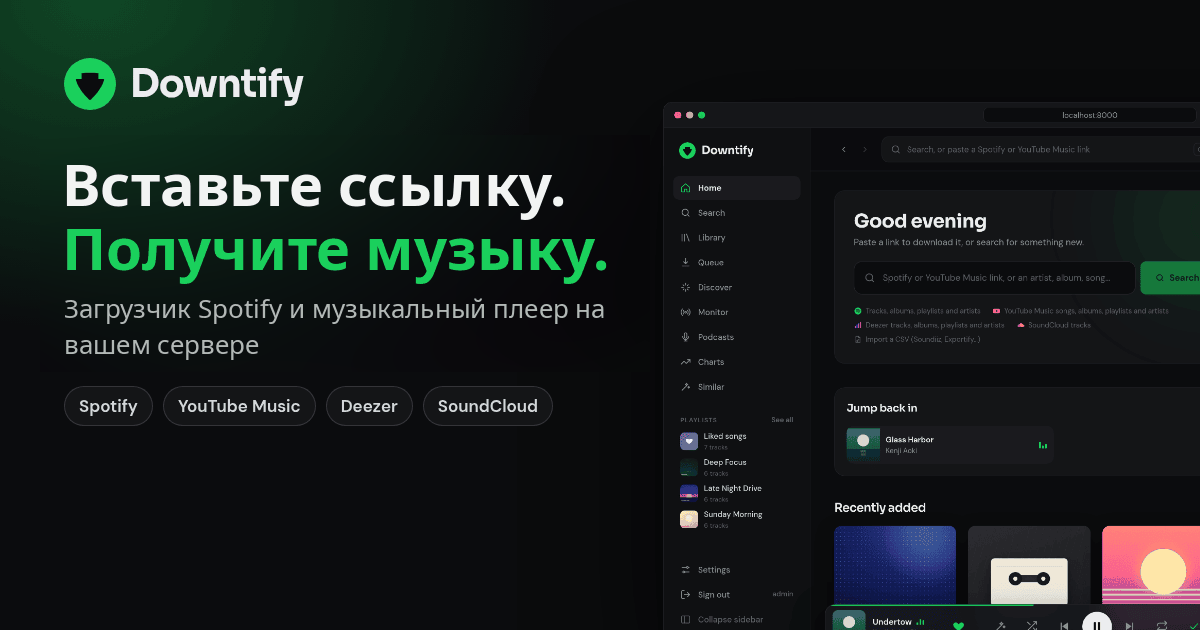 Downtify
Вставьте ссылку.
Получите музыку.
Загрузчик Spotify и музыкальный плеер на
вашем сервере
Spotify
YouTube Music
Deezer
SoundCloud
localhost:8000
Downtify
Search, or paste a Spotify or YouTube Music link
Home
Search
Library
Queue
Discover
Monitor
Podcasts
Charts
Similar
PLAYLISTS
See all
Liked songs
7 tracks
Deep Focus
6 tracks
Late Night Drive
6 tracks
Sunday Morning
6 tracks
Settings
Sign out
admin
Collapse sidebar
Good evening
Paste a link to download it, or search for something new.
Spotify or YouTube Music link, or an artist, album, song...
Search
Tracks, albums, playlists and artists
YouTube Music songs, albums, playlists and artists
Deezer tracks, albums, playlists and artists
SoundCloud tracks
Import a CSV (Soundiiz, Exportify...)
Jump back in
Glass Harbor
Kenji Aoki
Recently added
Undertow